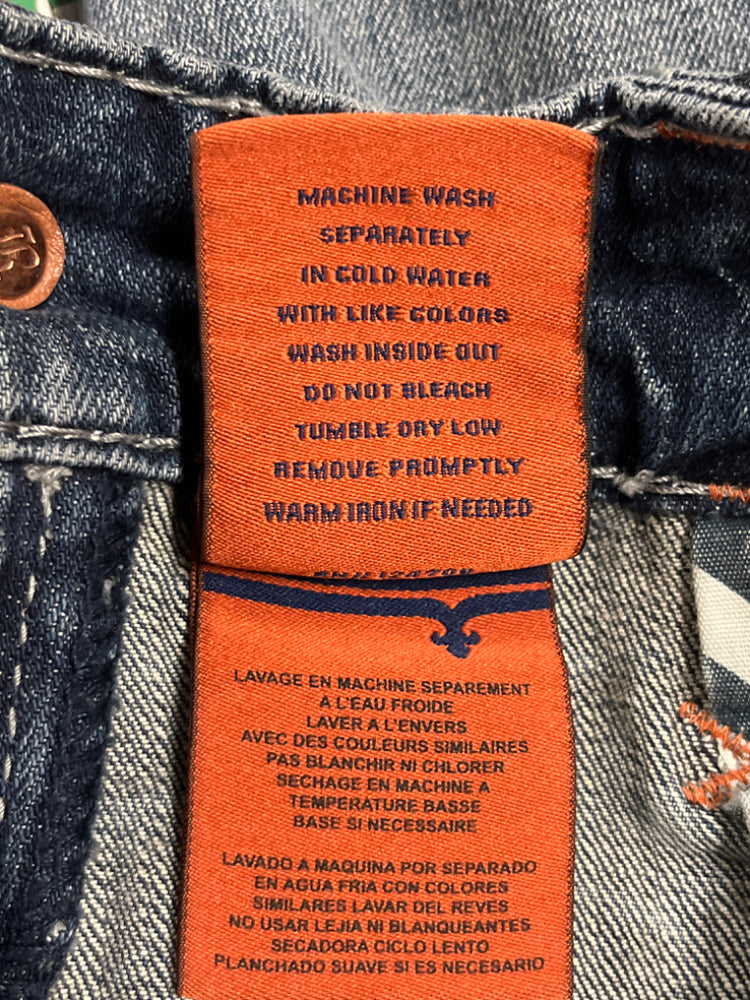 MACHINE WASH
SEPARATELY
IN COLD WATER
WITH LIKE COLORS
WASH INSIDE OUT
DO NOT BLEACH
TUMBLE DRY LOW
REMOVE PROMPTLY
WARM IRON IF NEEDED
LAVAGE EN MACHINE SEPAREMENT
A L'EAU FROIDE
LAVER A L'ENVERS
AVEC DES COULEURS SIMILAIRES
PAS BLANCHIR NI CHLORER
SECHAGE EN MACHINE A
TEMPERATURE BASSE
BASE SI NECESSAIRE
LAVADO A MAQUINA POR SEPARADO
EN AGUA FRIA CON COLORES
SIMILARES LAVAR DEL REVES
NO USAR LEJIA NI BLANQUEANTES
SECADORA CICLO LENTO
PLANCHADO SUAVE SI ES NECESARIO